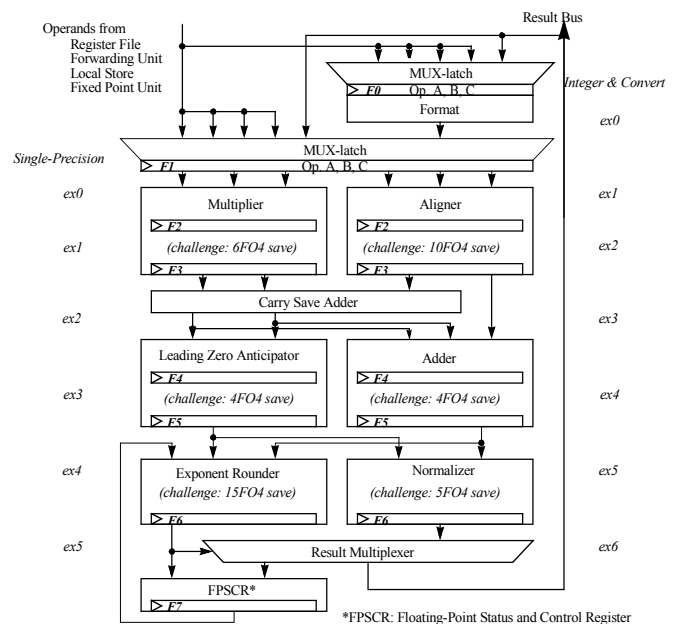 Result Bus
Operands from
Register File
Forwarding Unit
Local Store
Fixed Point Unit
MUX-latch
F0 Op. A, B, C
Integer & Convert
Format
ex0
MUX-latch
Single-Precision
F1 Op. A, B, C
ex0
Multiplier
Aligner
ex1
F2
F2
ex1
(challenge: 6FO4 save)
(challenge: 10FO4 save)
ex2
F3
F3
Carry Save Adder
ex2
ex3
Leading Zero Anticipator
Adder
F4
F4
ex3
(challenge: 4FO4 save)
(challenge: 4FO4 save)
ex4
F5
F5
ex4
Exponent Rounder
Normalizer
ex5
(challenge: 15FO4 save)
(challenge: 5FO4 save)
F6
F6
ex5
Result Multiplexer
ex6
FPSCR*
F7
*FPSCR: Floating-Point Status and Control Register